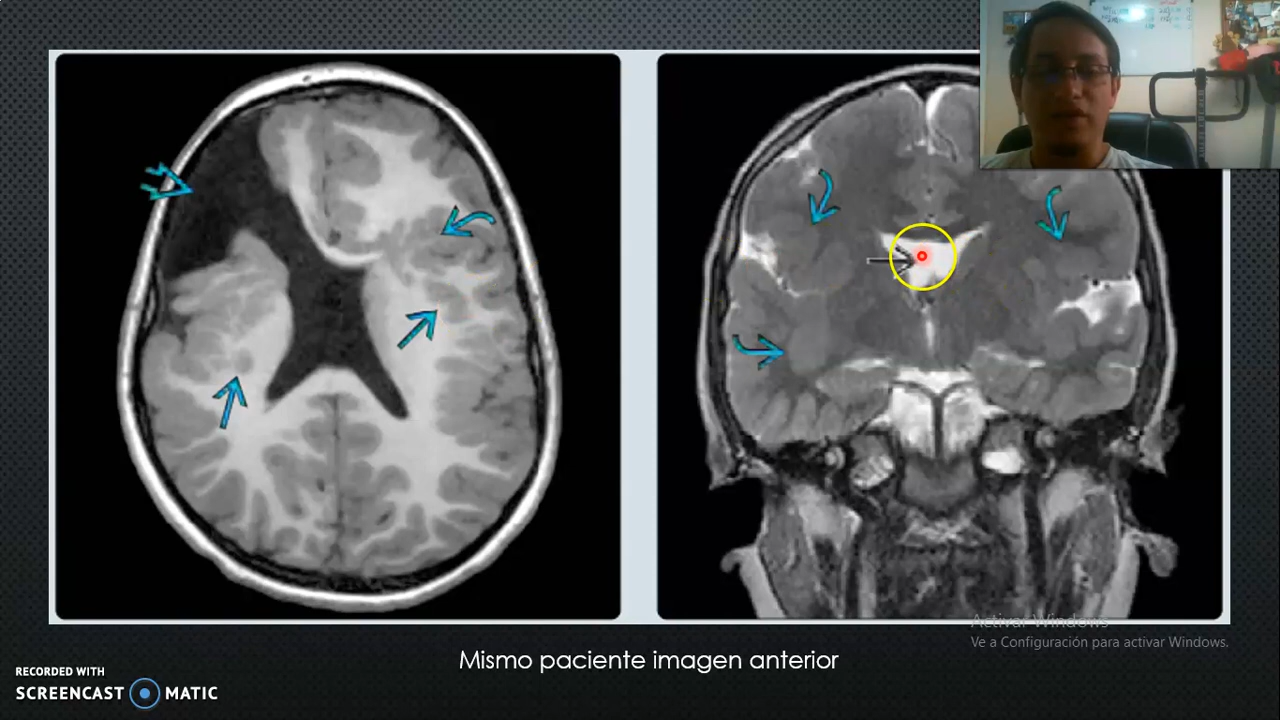 Activar Windows
Ve a Configuración para activar Windows.
Mismo paciente imagen anterior
RECORDED WITH
SCREENCAST MATIC